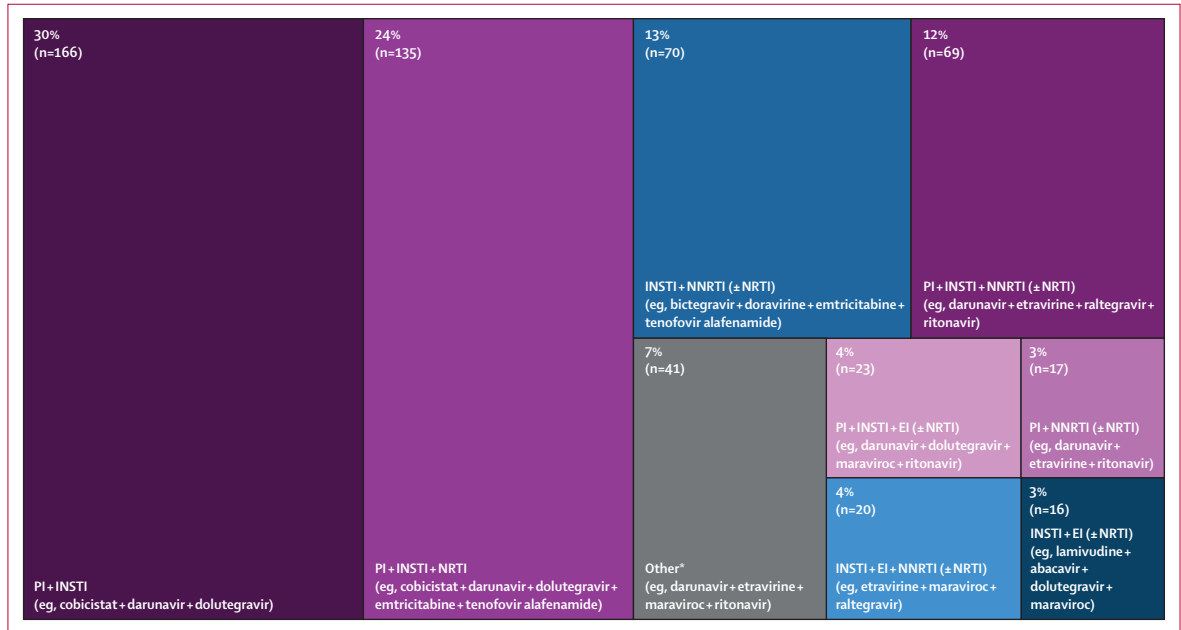 30%
(n=166)
PI+INSTI
(eg, cobicistat+darunavir+dolutegravir)
24%
(n=135)
PI+INSTI+NRTI
(eg, cobicistat+darunavir+dolutegravir+
emtricitabine+tenofovir alafenamide)
13%
(n=70)
INSTI+NNRTI (±NRTI)
(eg, bictegravir+doravirine+emtricitabine+
tenofovir alafenamide)
12%
(n=69)
PI+INSTI+NNRTI (±NRTI)
(eg, darunavir+etravirine+raltegravir+
ritonavir)
7%
(n=41)
Other*
(eg, darunavir+etravirine+
maraviroc+ritonavir)
4%
(n=23)
PI+INSTI+EI (±NRTI)
(eg, darunavir+dolutegravir+
maraviroc+ritonavir)
3%
(n=17)
PI+NNRTI (±NRTI)
(eg, darunavir+
etravirine+ritonavir)
4%
(n=20)
INSTI+EI+NNRTI (±NRTI)
(eg, etravirine+maraviroc+
raltegravir)
3%
(n=16)
INSTI+EI (±NRTI)
(eg, lamivudine+
abacavir+
dolutegravir+
maraviroc)